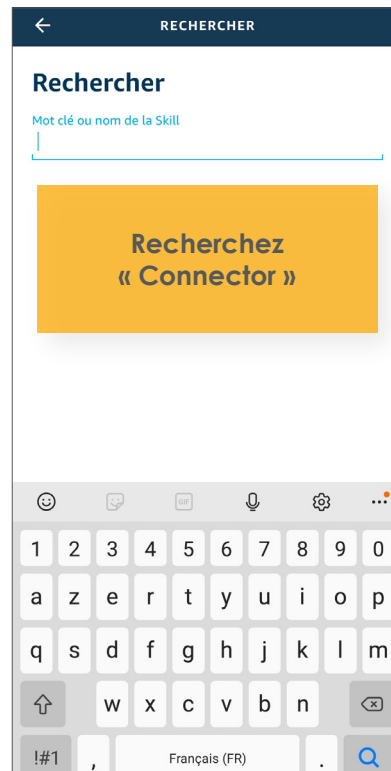 RECHERCHER
Rechercher
Mot clé ou nom de la Skill
Recherchez
« Connector »
GIF
1 2 3 4 5 6 7 8 9 0
a z e r t y u i o p
q s d f g h j k l m
w x c v b n
!#1 , Français (FR) .